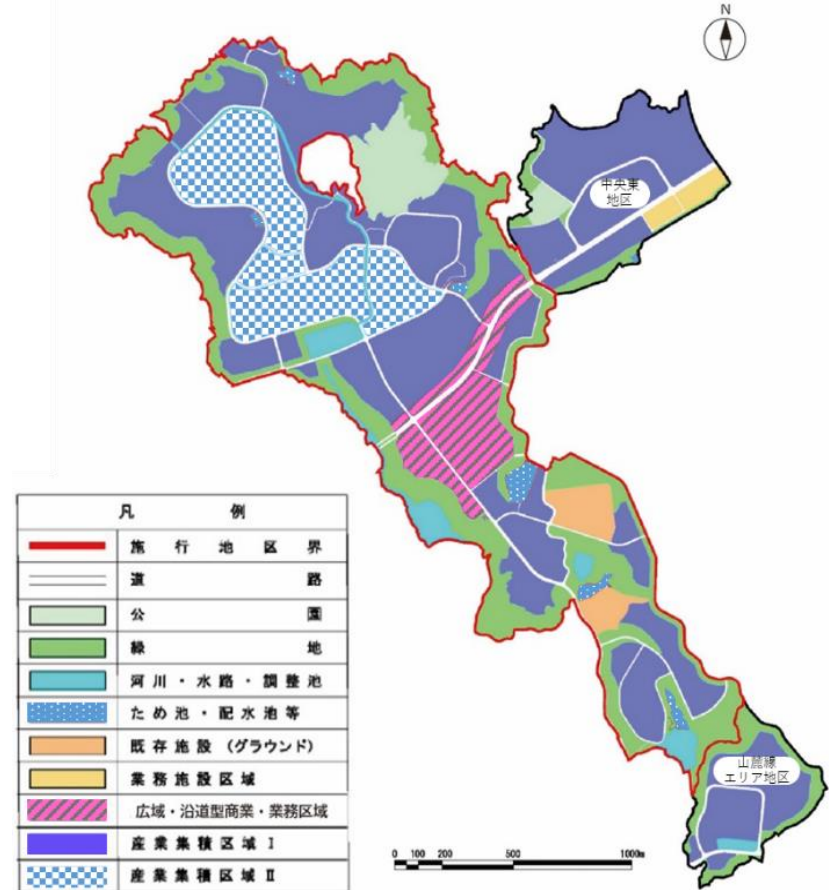 N
中央東
地区
山麓線
エリア地区
凡例
施行地区界
道路
公園
緑地
河川・水路・調整池
ため池・配水池等
既存施設（グラウンド）
業務施設区域
広域・沿道型商業・業務区域
産業集積区域Ⅰ
産業集積区域Ⅱ
0 100 200 500 1000m